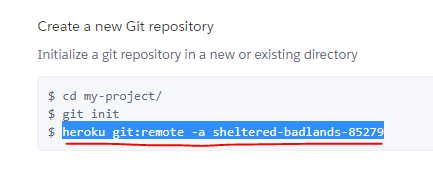 Create a new Git repository
Initialize a git repository in a new or existing directory
$ cd my-project/
$ git init
$ heroku git:remote -a sheltered-badlands-85279